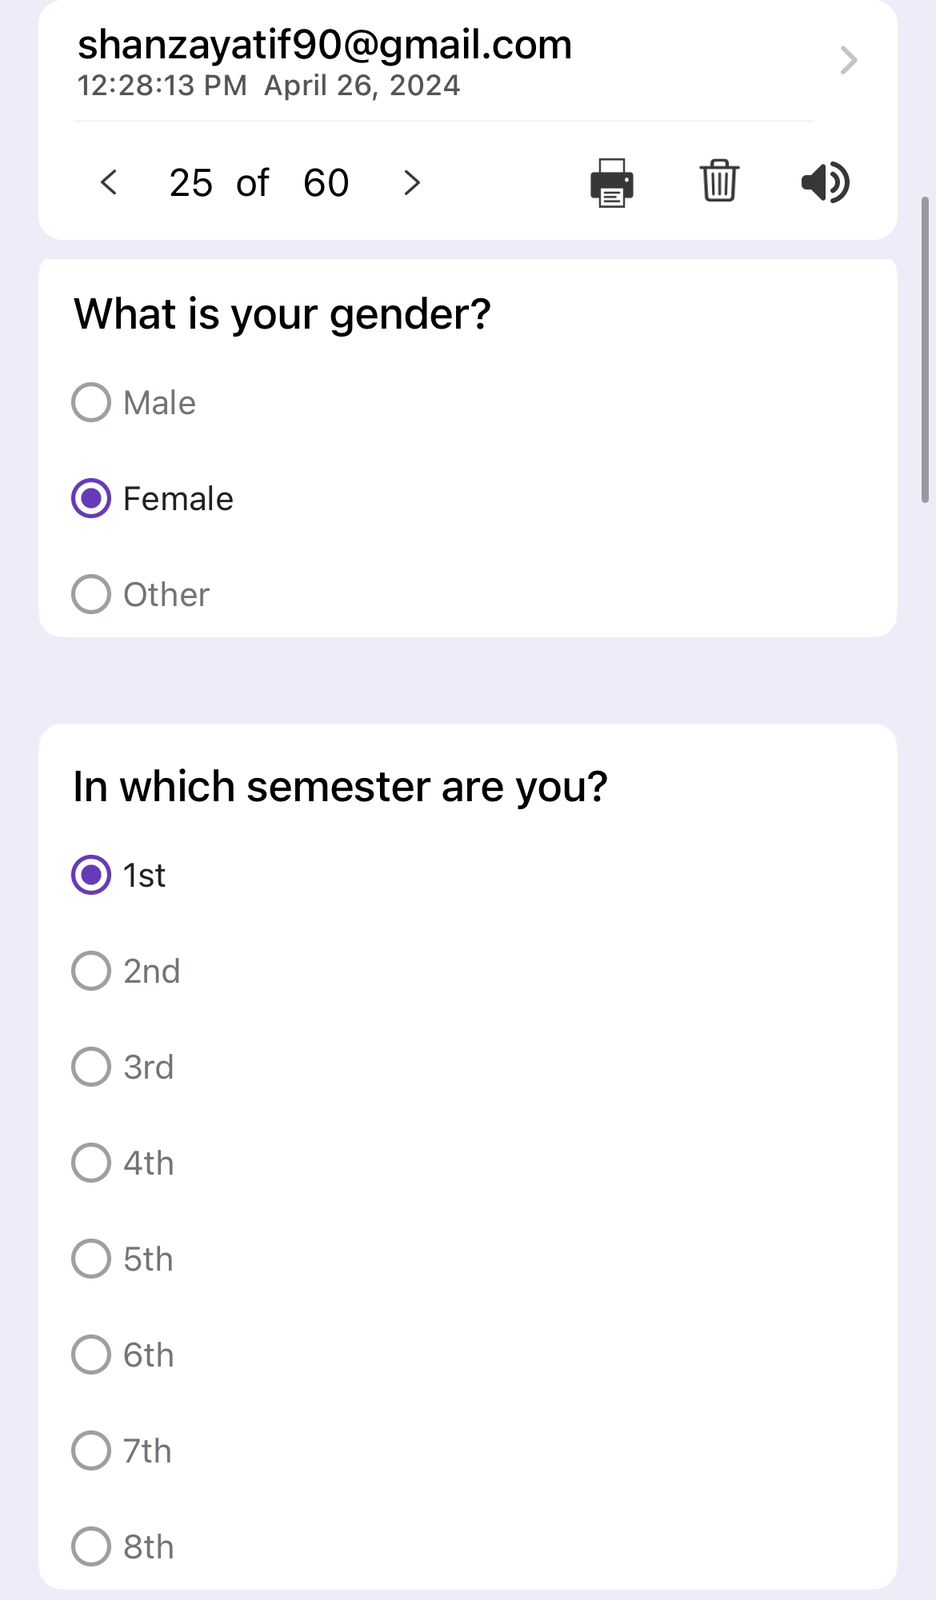 shanzayatif90@gmail.com
12:28:13 PM April 26, 2024
25 of 60
What is your gender?
Male
Female
Other
In which semester are you?
1st
2nd
3rd
4th
5th
6th
7th
8th